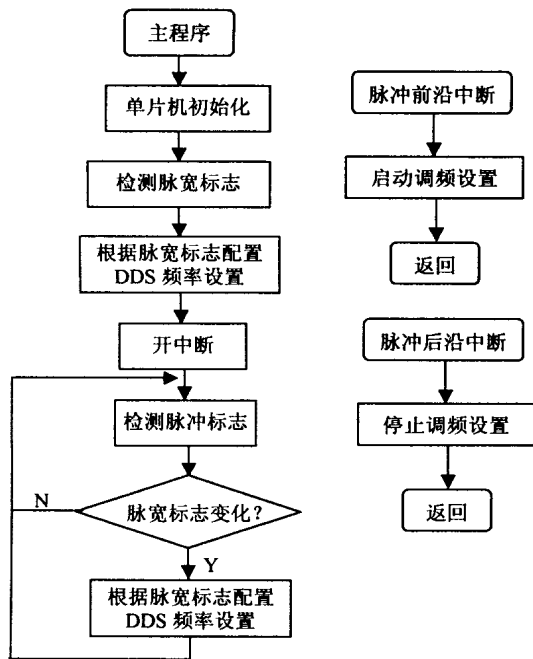 主程序
单片机初始化
检测脉宽标志
根据脉宽标志配置
DDS 频率设置
开中断
检测脉冲标志
脉宽标志变化?
N
Y
根据脉宽标志配置
DDS 频率设置
脉冲前沿中断
启动调频设置
返回
脉冲后沿中断
停止调频设置
返回